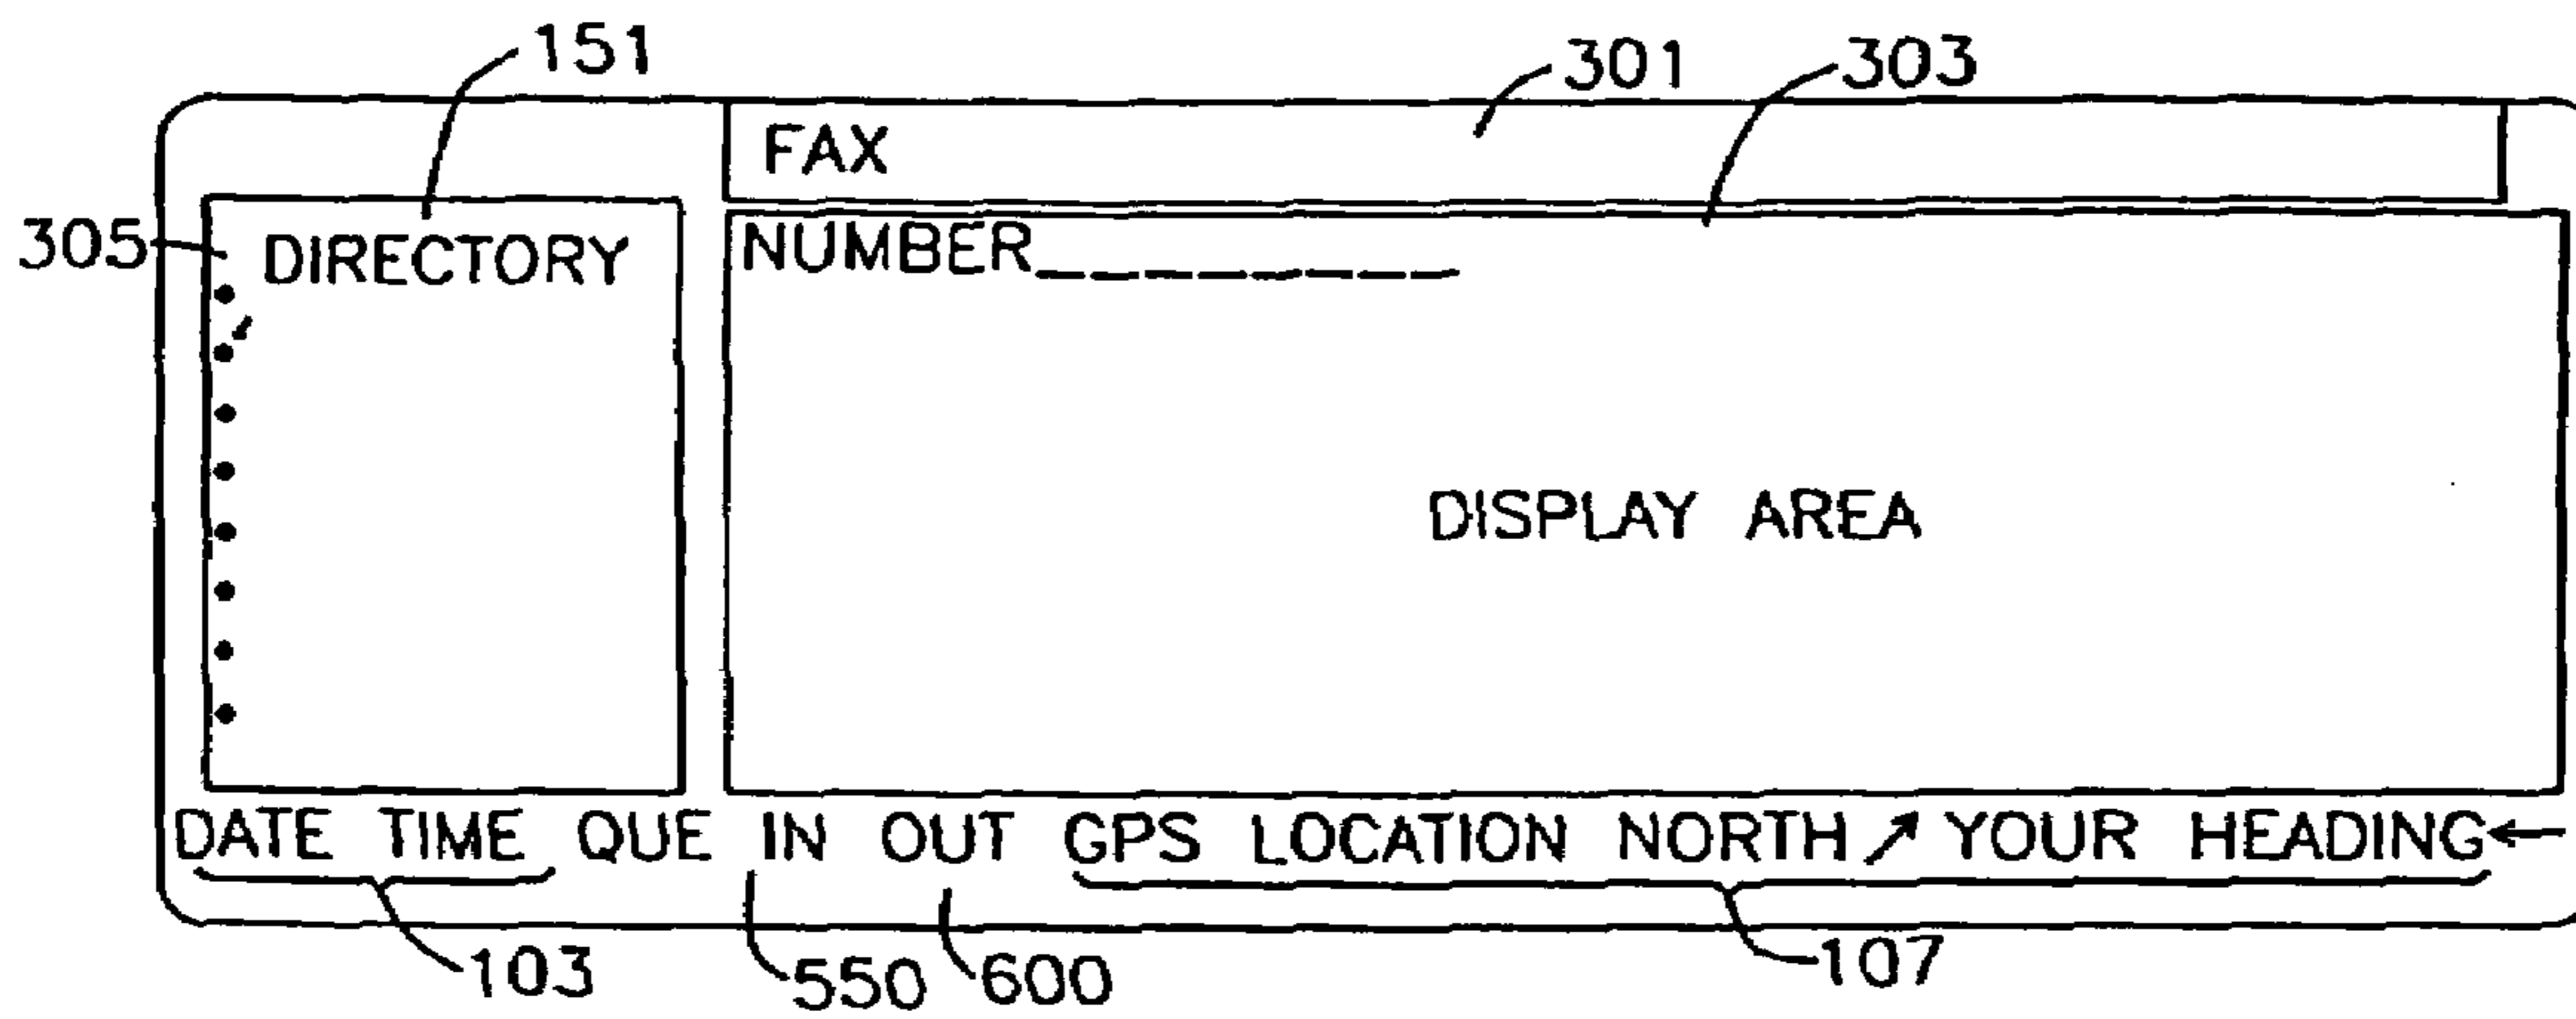 151
301
303
FAX
305
DIRECTORY
NUMBER_ _ _ _ _ _ _ _
DISPLAY AREA
DATE TIME QUE IN OUT GPS LOCATION NORTH ↗ YOUR HEADING ←
103
550
600
107